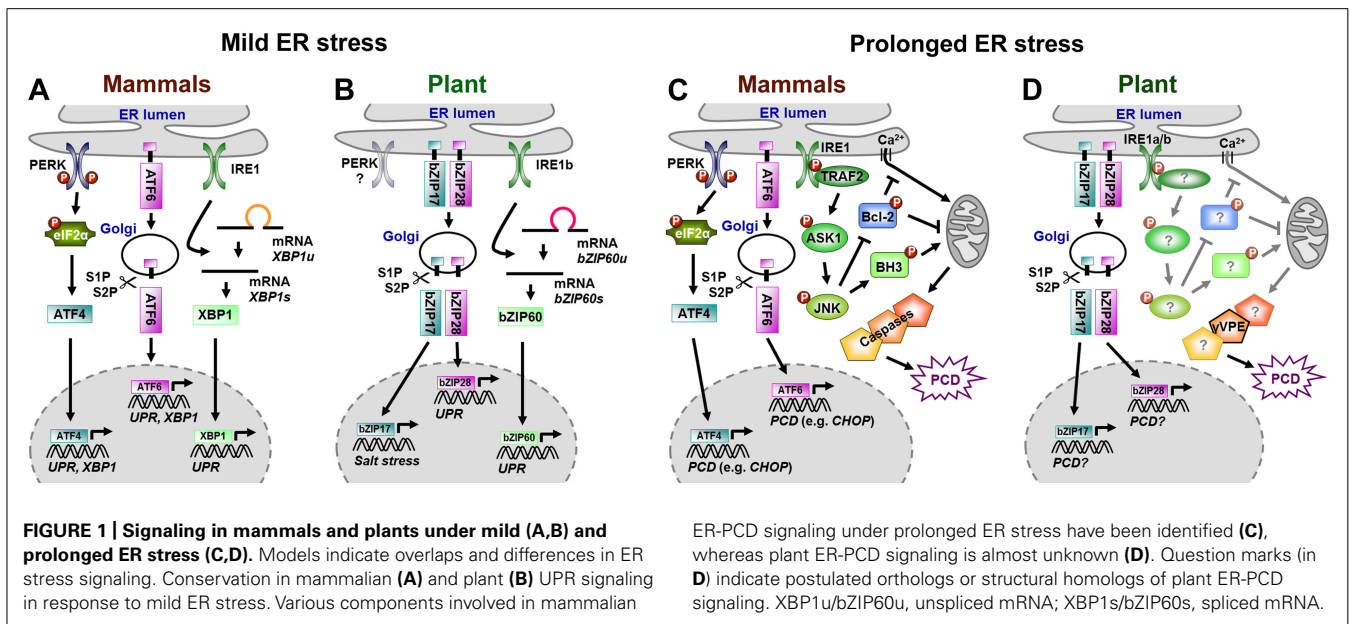 Mild ER stress
Prolonged ER stress
A
Mammals
ER lumen
PERK
P
P
ATF6
IRE1
P
eIF2α
Golgi
mRNA
XBP1u
S1P
S2P
mRNA
XBP1s
ATF4
ATF6
XBP1
ATF6
UPR, XBP1
ATF4
UPR, XBP1
XBP1
UPR
B
Plant
ER lumen
PERK
?
bZIP17
bZIP28
IRE1b
Golgi
mRNA
bZIP60u
S1P
S2P
mRNA
bZIP60s
bZIP17
bZIP28
bZIP60
bZIP28
UPR
bZIP17
Salt stress
bZIP60
UPR
C
Mammals
ER lumen
PERK
P
P
ATF6
IRE1
Ca2+
P
TRAF2
P
eIF2α
Golgi
P
ASK1
P
Bcl-2
P
BH3
S1P
S2P
ATF4
ATF6
P
JNK
Caspases
PCD
ATF6
PCD (e.g. CHOP)
ATF4
PCD (e.g. CHOP)
D
Plant
ER lumen
bZIP17
bZIP28
IRE1a/b
Ca2+
P
?
Golgi
P
?
P
?
P
?
S1P
S2P
bZIP17
bZIP28
P
?
?
γVPE
?
PCD
bZIP28
PCD?
bZIP17
PCD?
FIGURE 1 | Signaling in mammals and plants under mild (A,B) and
prolonged ER stress (C,D). Models indicate overlaps and differences in ER
stress signaling. Conservation in mammalian (A) and plant (B) UPR signaling
in response to mild ER stress. Various components involved in mammalian
ER-PCD signaling under prolonged ER stress have been identified (C),
whereas plant ER-PCD signaling is almost unknown (D). Question marks (in
D) indicate postulated orthologs or structural homologs of plant ER-PCD
signaling. XBP1u/bZIP60u, unspliced mRNA; XBP1s/bZIP60s, spliced mRNA.